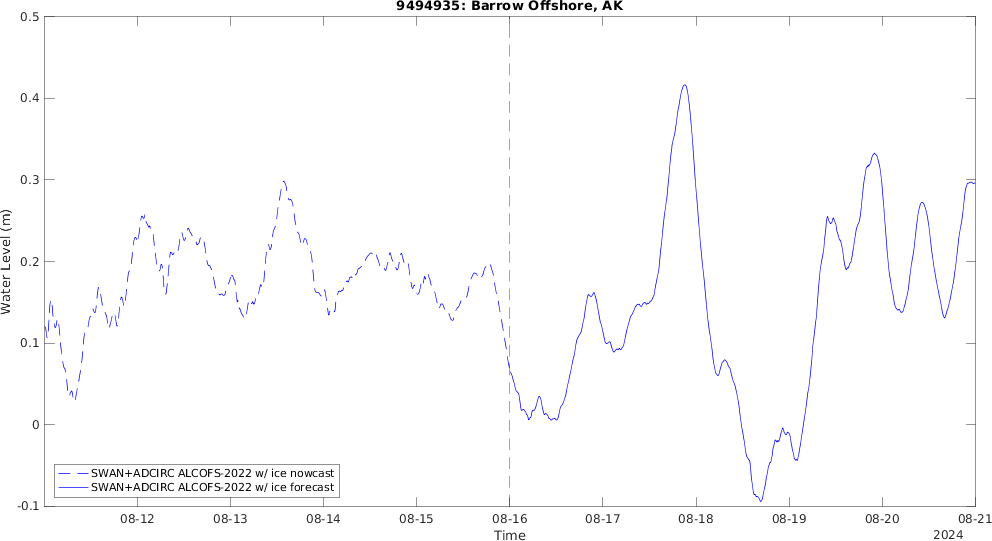 9494935: Barrow Offshore, AK
0.5
0.4
0.3
0.2
0.1
0
-0.1
Water Level (m)
SWAN+ADCIRC ALCOFS-2022 w/ ice nowcast
SWAN+ADCIRC ALCOFS-2022 w/ ice forecast
08-12 08-13 08-14 08-15 08-16 08-17 08-18 08-19 08-20 08-21
Time
2024